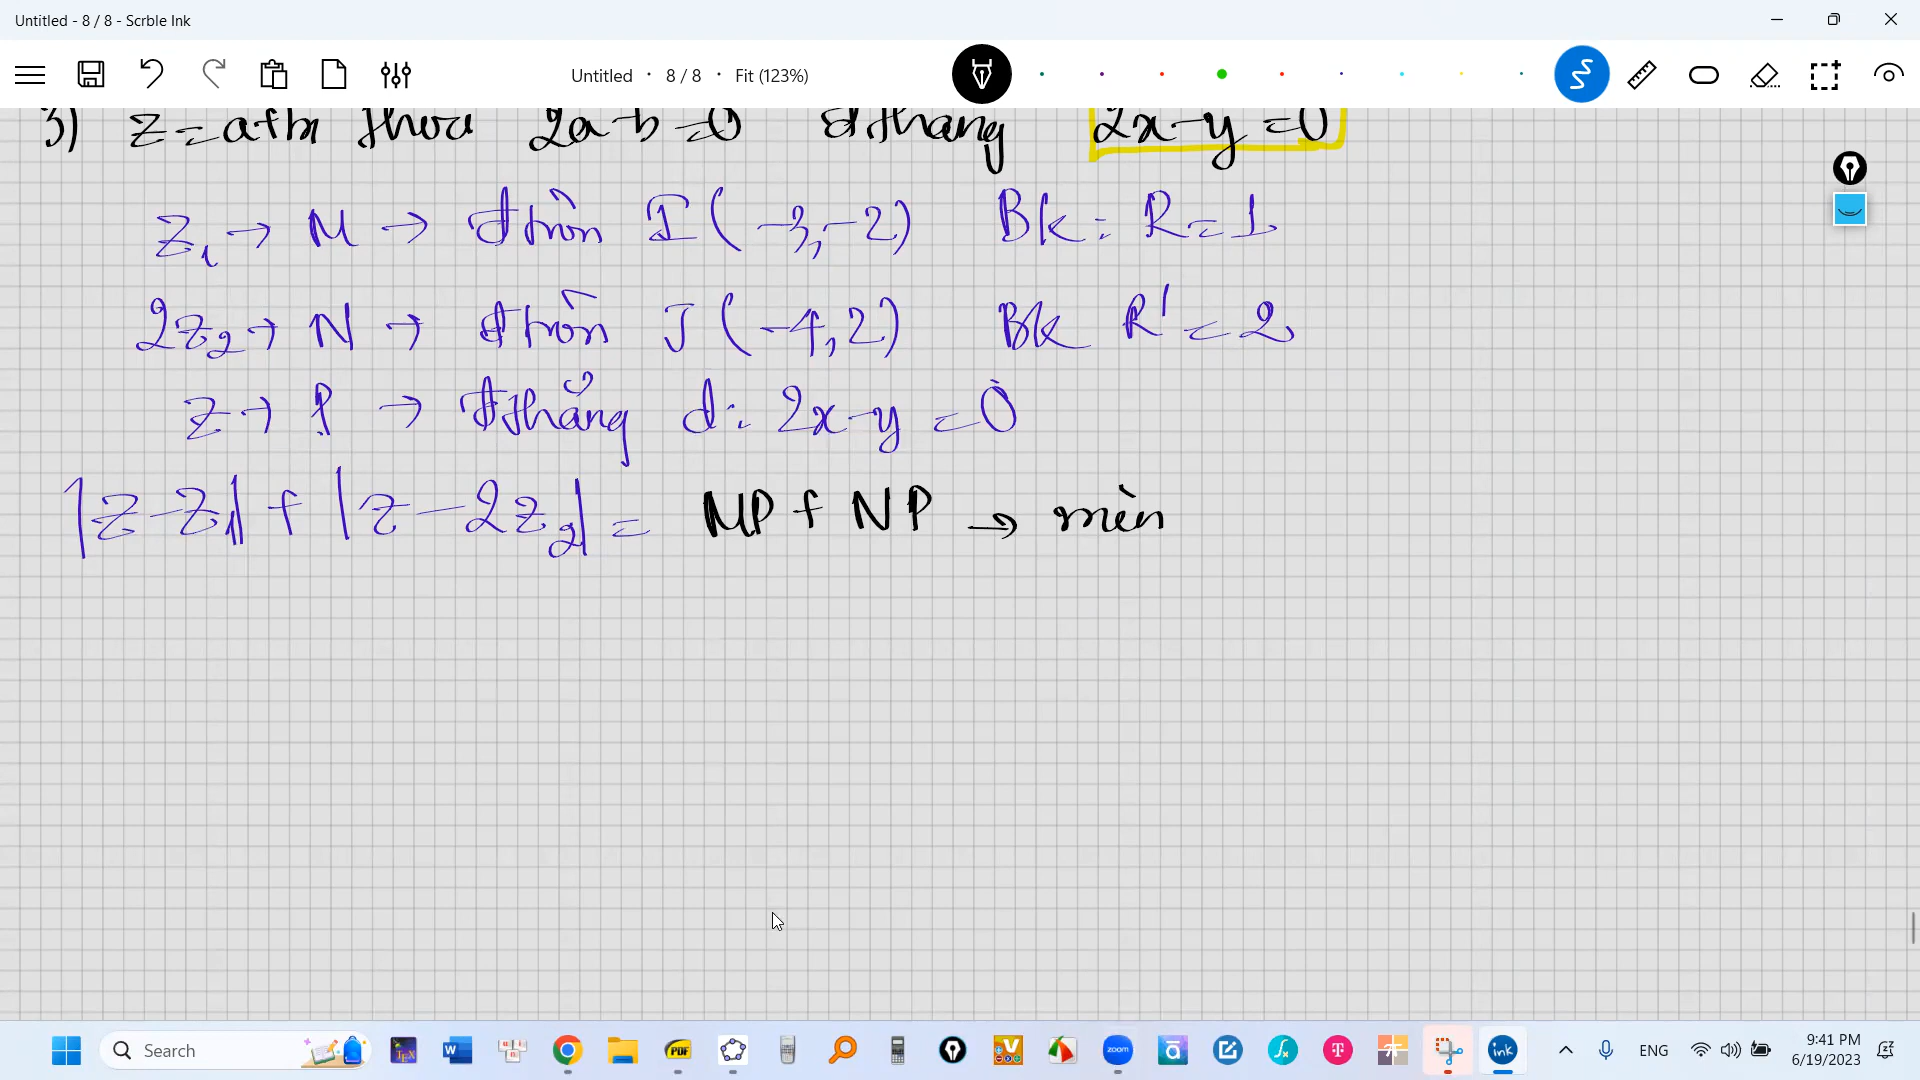 Untitled - 8 / 8 - Scrble Ink
Untitled • 8 / 8 • Fit (123%)
3) z = a+bi thoả 2a-b=0 đthẳng 2x-y=0
z₁ → M → đtròn I(-3,-2) Bk: R=1
2z₂ → N → đtròn J(-4,2) Bk R'=2
z → P → đthẳng d: 2x-y=0
|z-z₁| + |z-2z₂| = MP + NP → min
Search
ENG
9:41 PM
6/19/2023